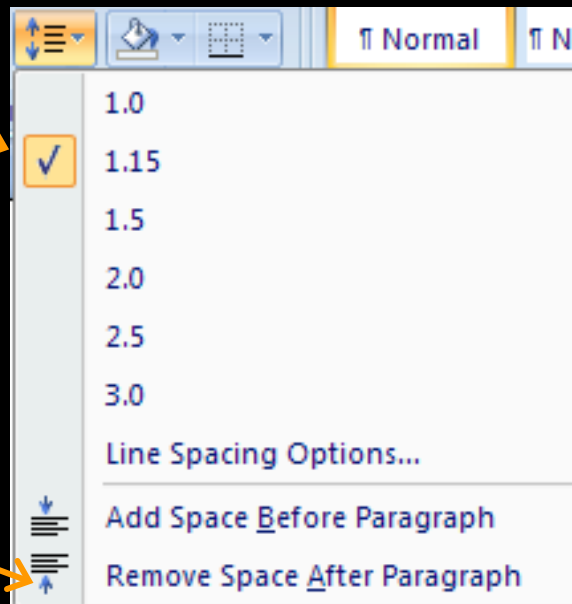 ¶ Normal ¶ N
1.0
1.15
1.5
2.0
2.5
3.0
Line Spacing Options...
Add Space Before Paragraph
Remove Space After Paragraph